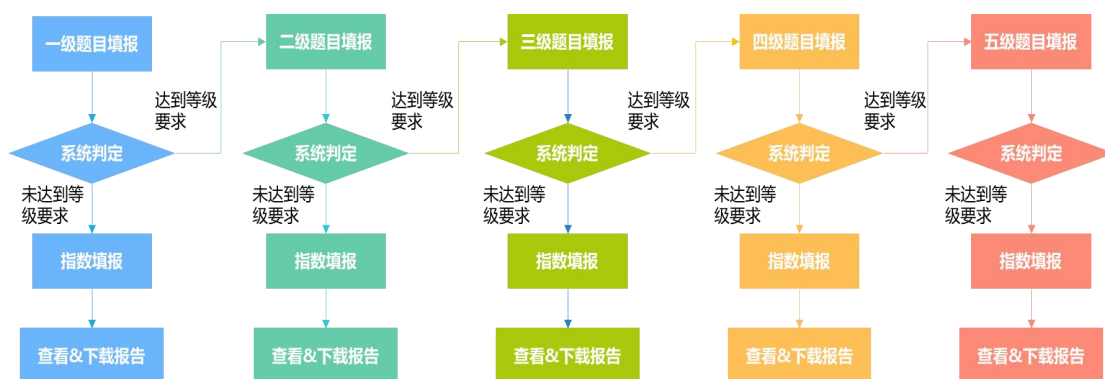 一级题目填报
二级题目填报
三级题目填报
四级题目填报
五级题目填报
达到等级
要求
达到等级
要求
达到等级
要求
达到等级
要求
系统判定
系统判定
系统判定
系统判定
系统判定
未达到等
级要求
未达到等
级要求
未达到等
级要求
未达到等
级要求
未达到等
级要求
指数填报
指数填报
指数填报
指数填报
指数填报
查看&下载报告
查看&下载报告
查看&下载报告
查看&下载报告
查看&下载报告